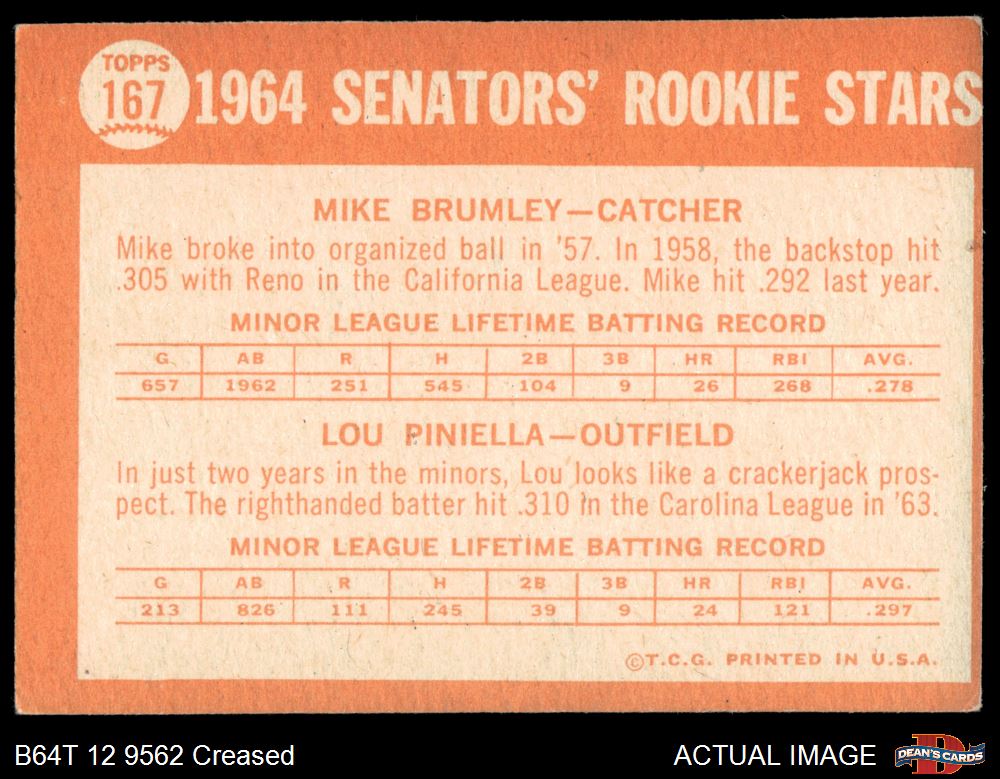 TOPPS
167
1964 SENATORS' ROOKIE STARS
MIKE BRUMLEY—CATCHER
Mike broke into organized ball in '57. In 1958, the backstop hit
.305 with Reno in the California League. Mike hit .292 last year.
MINOR LEAGUE LIFETIME BATTING RECORD
G AB R H 2B 3B HR RBI AVG.
657 1962 251 545 104 9 26 268 .278
LOU PINIELLA—OUTFIELD
In just two years in the minors, Lou looks like a crackerjack pros-
pect. The righthanded batter hit .310 in the Carolina League in '63.
MINOR LEAGUE LIFETIME BATTING RECORD
G AB R H 2B 3B HR RBI AVG.
213 826 111 245 39 9 24 121 .297
©T.C.G. PRINTED IN U.S.A.
B64T 12 9562 Creased
ACTUAL IMAGE
D
DEAN'S CARDS